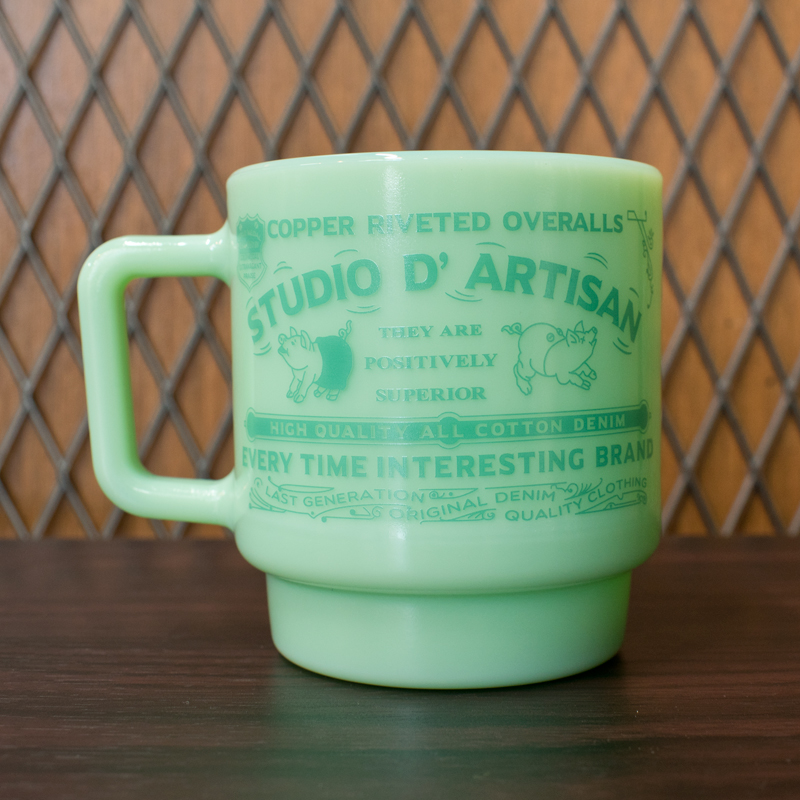 COPPER RIVETED OVERALLS
STUDIO D' ARTISAN
THEY ARE
POSITIVELY
SUPERIOR
HIGH QUALITY ALL COTTON DENIM
EVERY TIME INTERESTING BRAND
LAST GENERATION
ORIGINAL DENIM
QUALITY CLOTHING